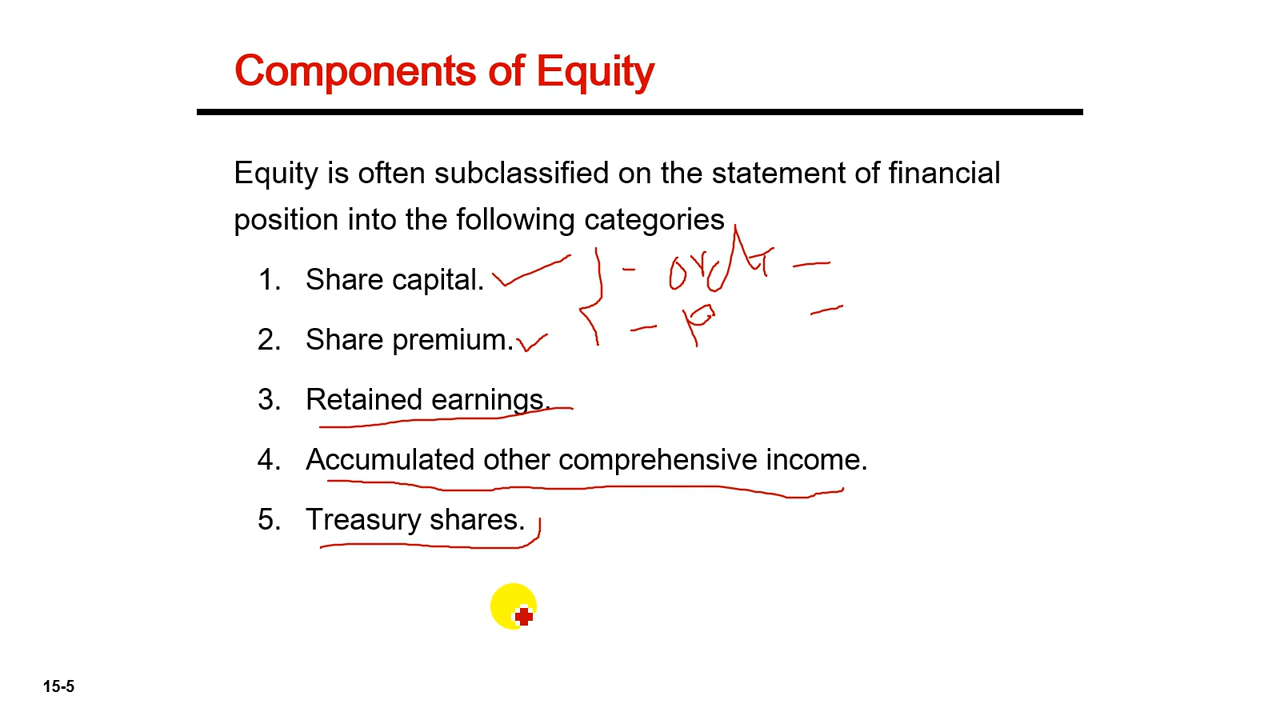 Components of Equity
Equity is often subclassified on the statement of financial
position into the following categories
1. Share capital.
2. Share premium.
3. Retained earnings.
4. Accumulated other comprehensive income.
5. Treasury shares.
15-5